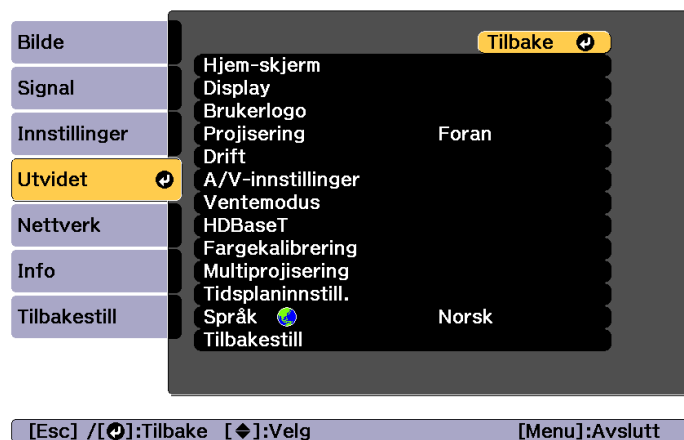 Bilde
Signal
Innstillinger
Utvidet
Nettverk
Info
Tilbakestill
Tilbake
Hjem-skjerm
Display
Brukerlogo
Projisering Foran
Drift
A/V-innstillinger
Ventemodus
HDBaseT
Fargekalibrering
Multiprojisering
Tidsplaninnstill.
Språk Norsk
Tilbakestill
[Esc] /[]:Tilbake []:Velg [Menu]:Avslutt